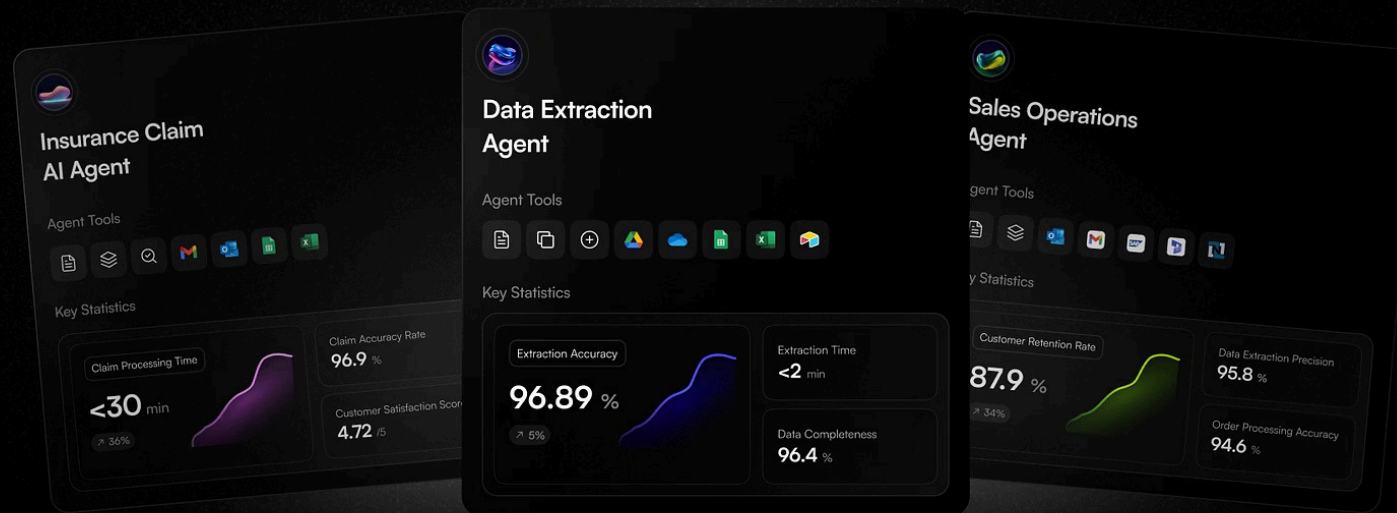 Insurance Claim
AI Agent
Agent Tools
Key Statistics
Claim Processing Time
<30 min
↗ 36%
Claim Accuracy Rate
96.9 %
Customer Satisfaction Score
4.72 /5
Data Extraction
Agent
Agent Tools
Key Statistics
Extraction Accuracy
96.89 %
↗ 5%
Extraction Time
<2 min
Data Completeness
96.4 %
Sales Operations
Agent
gent Tools
y Statistics
Customer Retention Rate
87.9 %
↗ 34%
Data Extraction Precision
95.8 %
Order Processing Accuracy
94.6 %